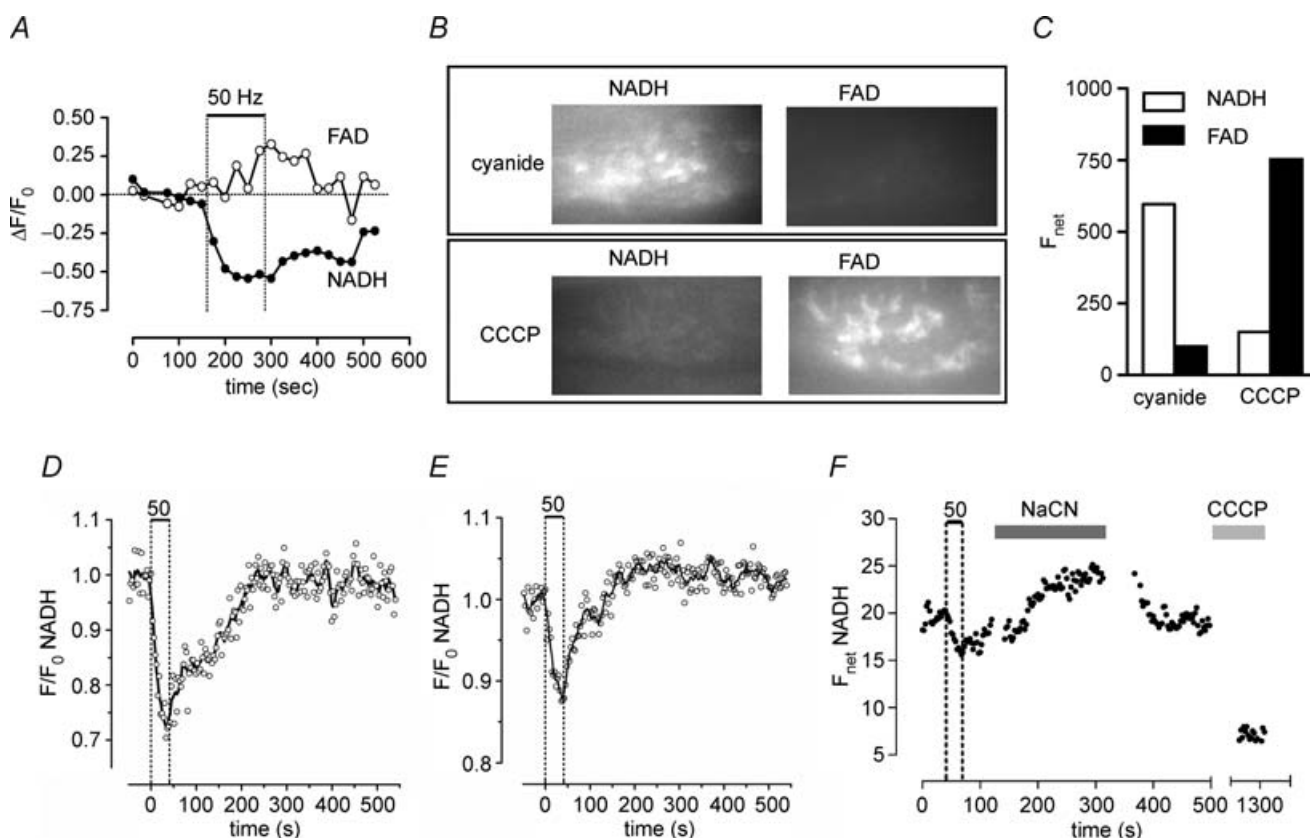 A
50 Hz
FAD
NADH
ΔF/F0
0.50
0.25
0.00
−0.25
−0.50
−0.75
0 100 200 300 400 500 600
time (sec)
B
NADH FAD
cyanide
NADH FAD
CCCP
C
NADH
FAD
Fnet
1000
750
500
250
0
cyanide CCCP
D
50
F/F0 NADH
1.1
1.0
0.9
0.8
0.7
0 100 200 300 400 500
time (s)
E
50
F/F0 NADH
1.1
1.0
0.9
0.8
0 100 200 300 400 500
time (s)
F
50
NaCN
CCCP
Fnet NADH
30
25
20
15
10
5
0 100 200 300 400 500 1300
time (s)